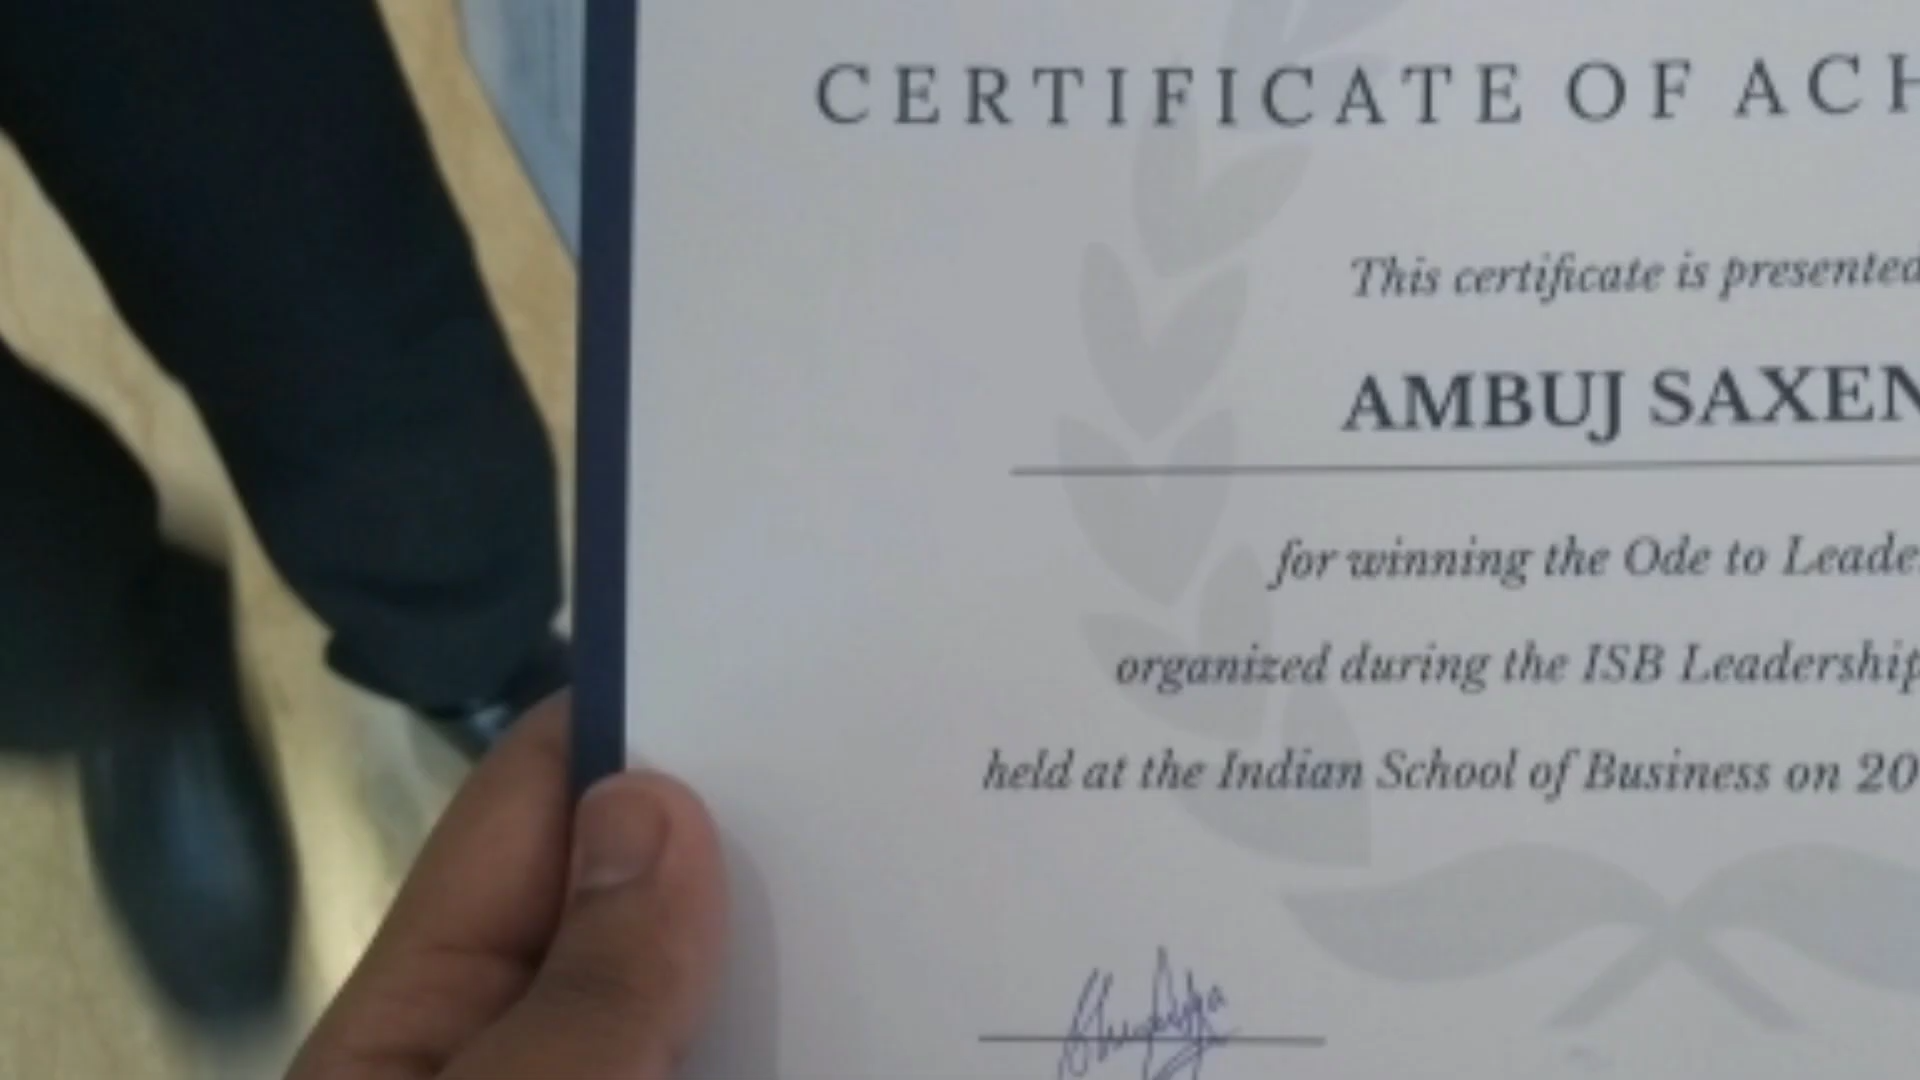 CERTIFICATE OF ACH
This certificate is presented
AMBUJ SAXEN
for winning the Ode to Leade
organized during the ISB Leadership
held at the Indian School of Business on 20